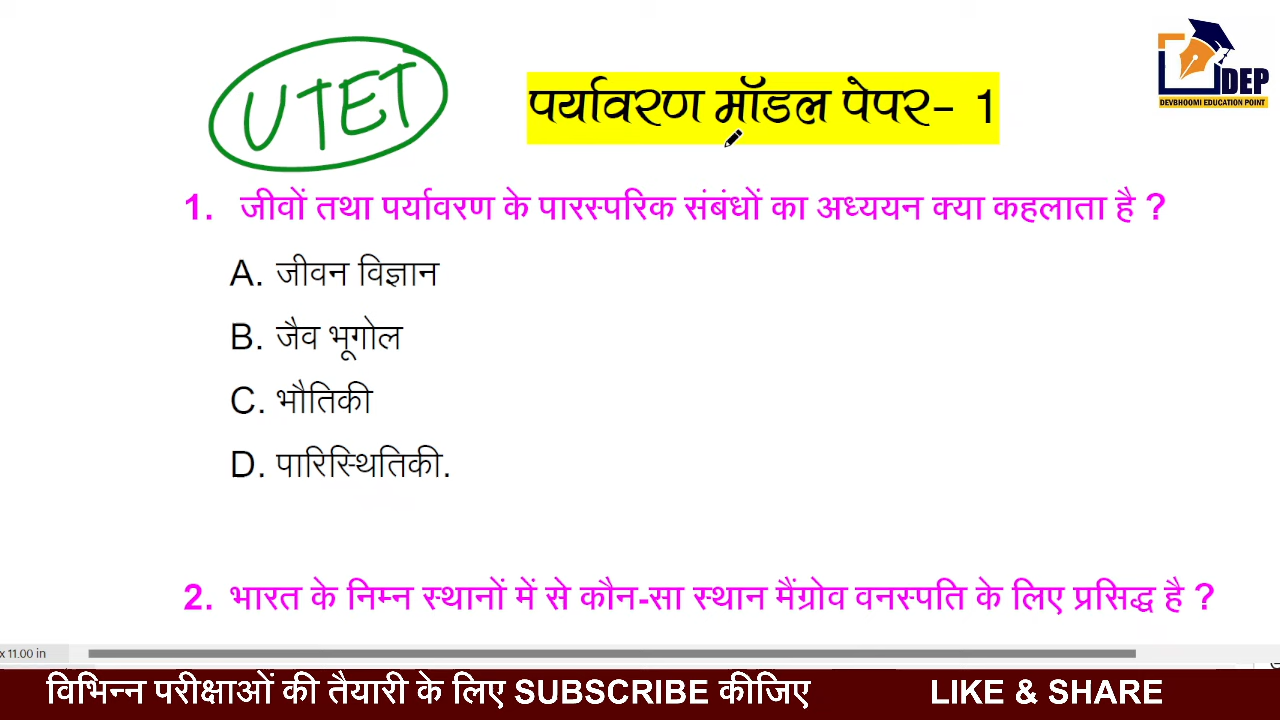 UTET
DEP
DEVBHOOMI EDUCATION POINT
पर्यावरण मॉडल पेपर- 1
1. जीवों तथा पर्यावरण के पारस्परिक संबंधों का अध्ययन क्या कहलाता है ?
A. जीवन विज्ञान
B. जैव भूगोल
C. भौतिकी
D. पारिस्थितिकी.
2. भारत के निम्न स्थानों में से कौन-सा स्थान मैंग्रोव वनस्पति के लिए प्रसिद्ध है ?
x 11.00 in
विभिन्न परीक्षाओं की तैयारी के लिए SUBSCRIBE कीजिए LIKE & SHARE